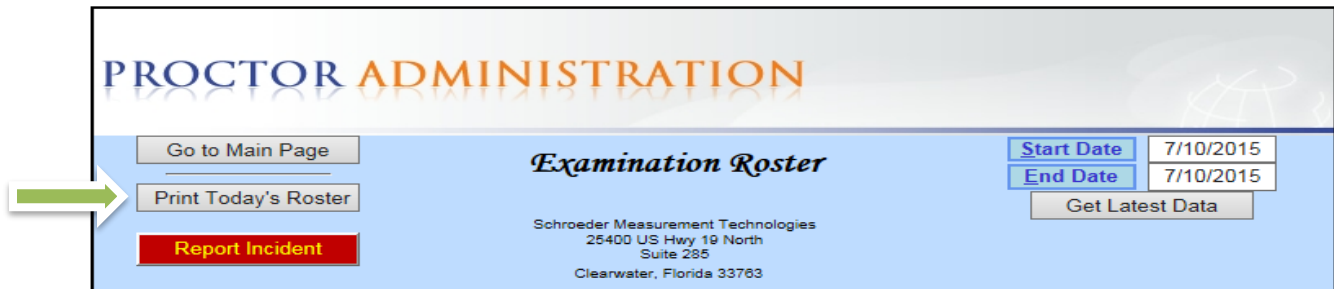 PROCTOR ADMINISTRATION
Go to Main Page
Print Today's Roster
Report Incident
Examination Roster
Schroeder Measurement Technologies
25400 US Hwy 19 North
Suite 285
Clearwater, Florida 33763
Start Date 7/10/2015
End Date 7/10/2015
Get Latest Data